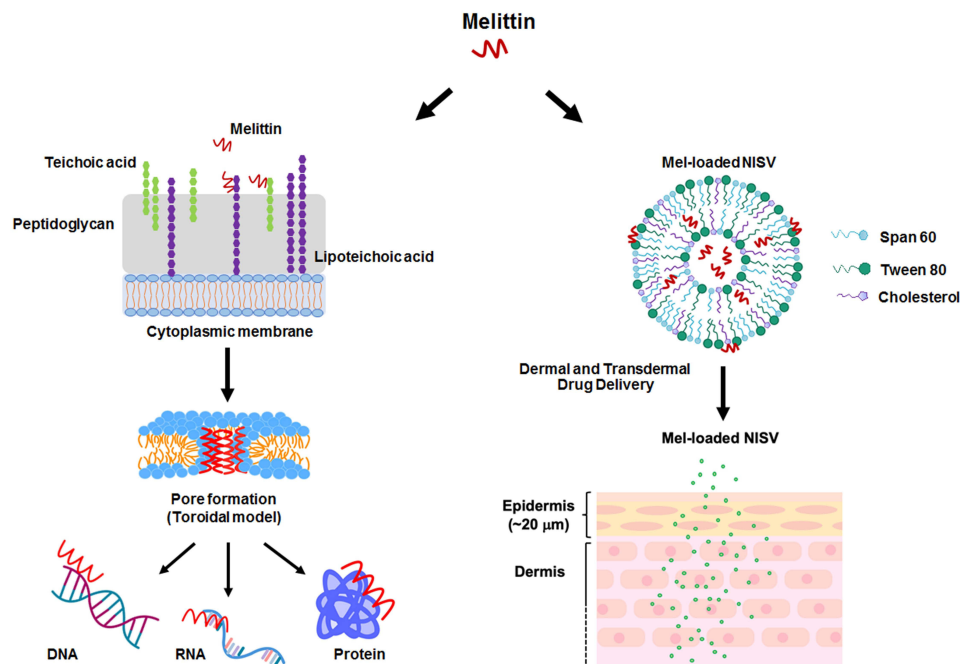 Melittin
Melittin
Teichoic acid
Peptidoglycan
Lipoteichoic acid
Cytoplasmic membrane
Pore formation
(Toroidal model)
DNA
RNA
Protein
Mel-loaded NISV
Span 60
Tween 80
Cholesterol
Dermal and Transdermal
Drug Delivery
Mel-loaded NISV
Epidermis
(~20 μm)
Dermis